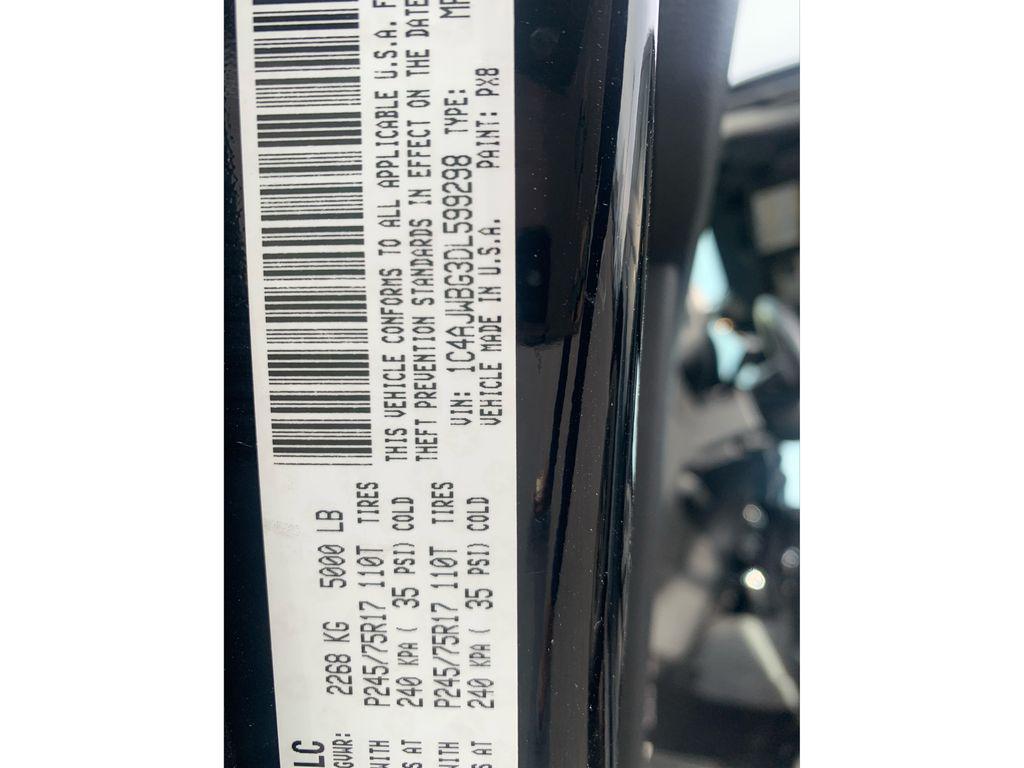 LC
GVWR: 2268 KG 5000 LB
WITH P245/75R17 110T TIRES
S AT 240 KPA ( 35 PSI) COLD
WITH P245/75R17 110T TIRES
S AT 240 KPA ( 35 PSI) COLD
THIS VEHICLE CONFORMS TO ALL APPLICABLE U.S.A. F
THEFT PREVENTION STANDARDS IN EFFECT ON THE DATE
VIN: 1C4AJWBG3DL599298 TYPE: MP
VEHICLE MADE IN U.S.A. PAINT: PX8